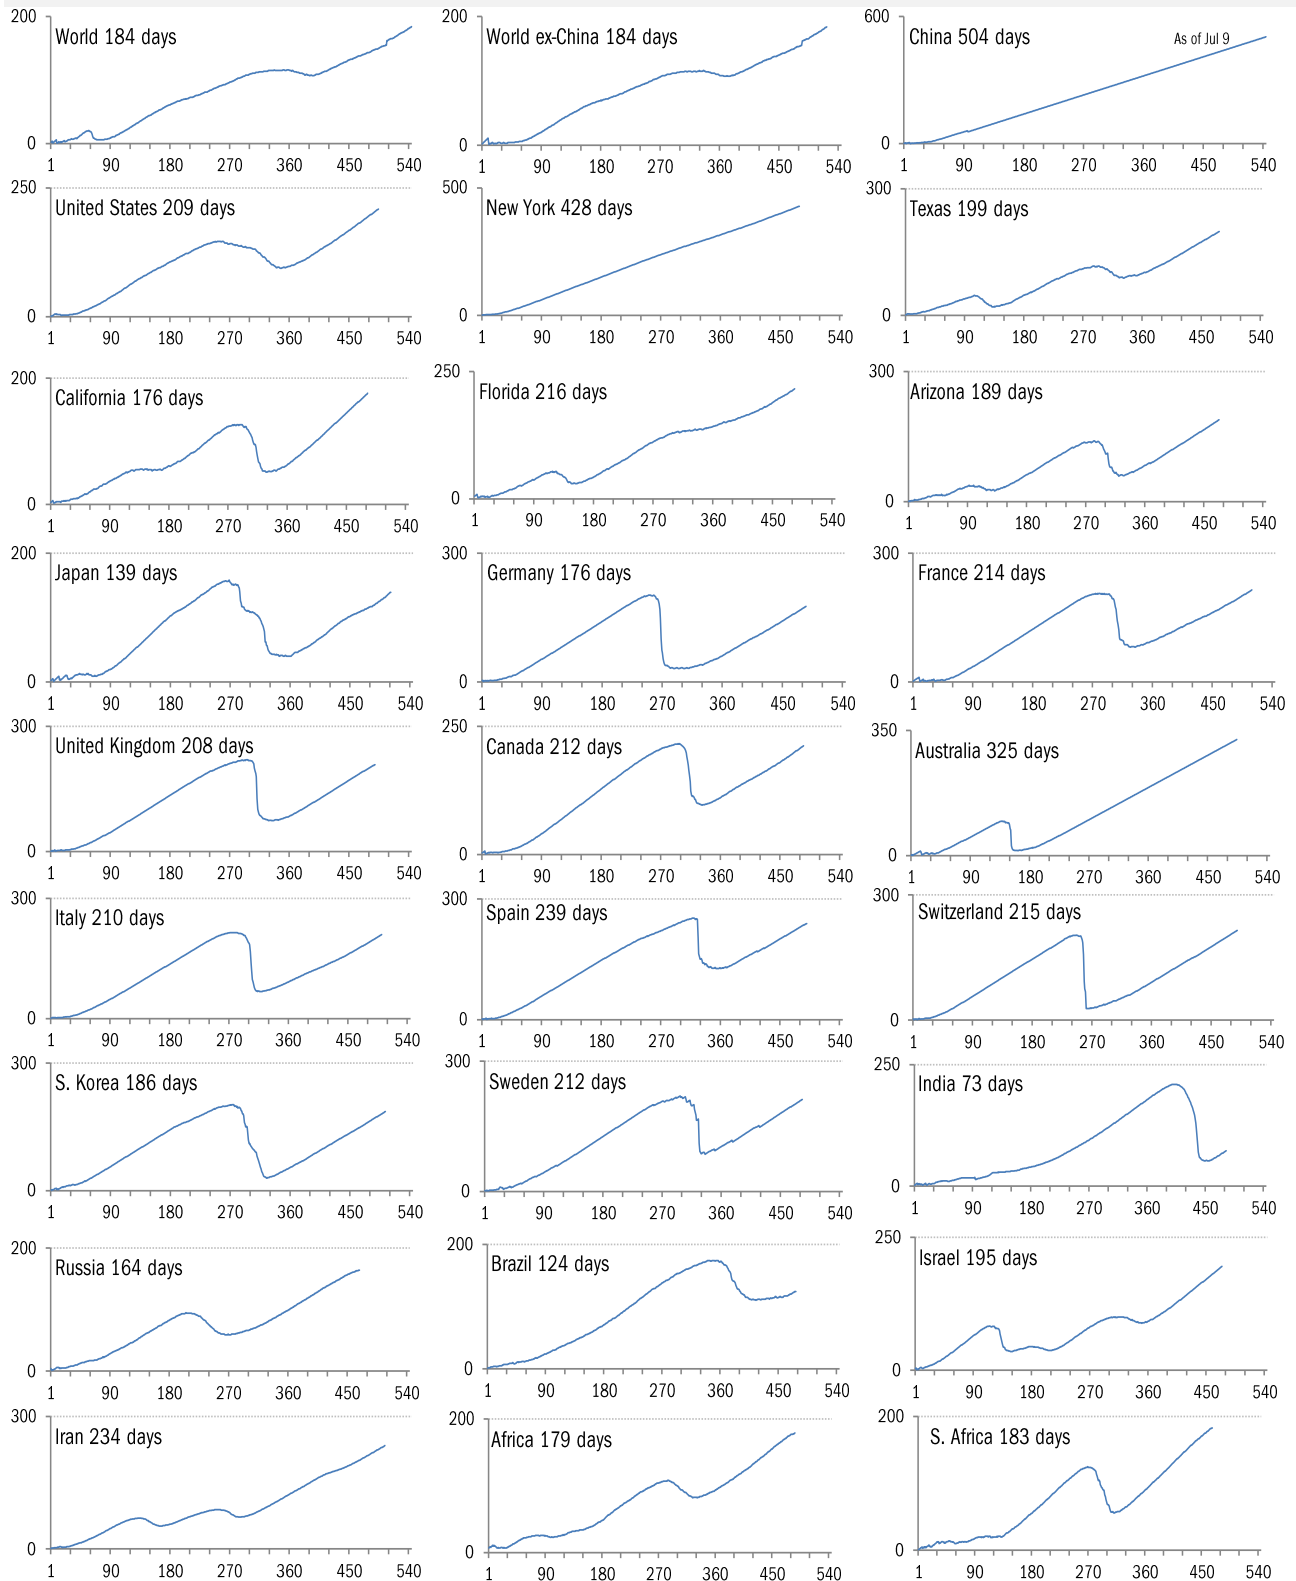 200
World 184 days
0
1 90 180 270 360 450 540
200
World ex-China 184 days
0
1 90 180 270 360 450 540
600
China 504 days
As of Jul 9
0
1 90 180 270 360 450 540
250
United States 209 days
0
1 90 180 270 360 450 540
500
New York 428 days
0
1 90 180 270 360 450 540
300
Texas 199 days
0
1 90 180 270 360 450 540
200
California 176 days
0
1 90 180 270 360 450 540
250
Florida 216 days
0
1 90 180 270 360 450 540
300
Arizona 189 days
0
1 90 180 270 360 450 540
200
Japan 139 days
0
1 90 180 270 360 450 540
300
Germany 176 days
0
1 90 180 270 360 450 540
300
France 214 days
0
1 90 180 270 360 450 540
300
United Kingdom 208 days
0
1 90 180 270 360 450 540
250
Canada 212 days
0
1 90 180 270 360 450 540
350
Australia 325 days
0
1 90 180 270 360 450 540
300
Italy 210 days
0
1 90 180 270 360 450 540
300
Spain 239 days
0
1 90 180 270 360 450 540
300
Switzerland 215 days
0
1 90 180 270 360 450 540
300
S. Korea 186 days
0
1 90 180 270 360 450 540
300
Sweden 212 days
0
1 90 180 270 360 450 540
250
India 73 days
0
1 90 180 270 360 450 540
200
Russia 164 days
0
1 90 180 270 360 450 540
200
Brazil 124 days
0
1 90 180 270 360 450 540
250
Israel 195 days
0
1 90 180 270 360 450 540
300
Iran 234 days
0
1 90 180 270 360 450 540
200
Africa 179 days
0
1 90 180 270 360 450 540
200
S. Africa 183 days
0
1 90 180 270 360 450 540